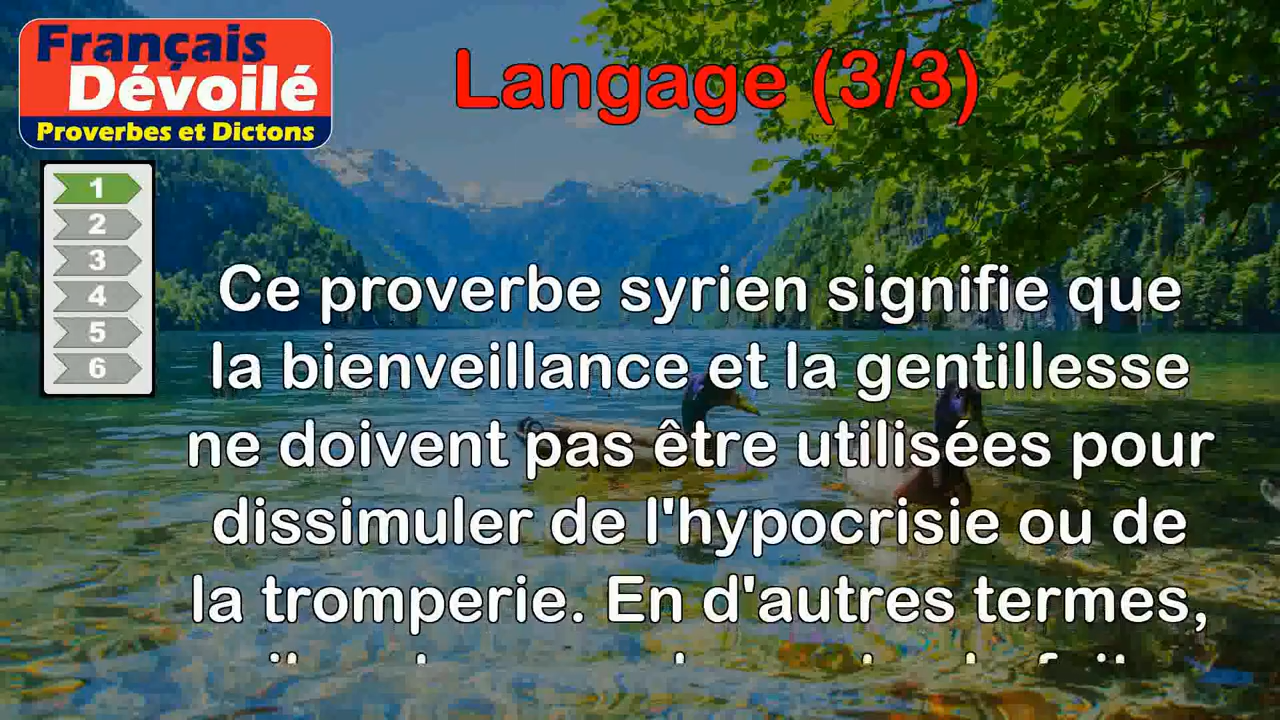 Français
Dévoilé
Proverbes et Dictons
Langage (3/3)
1
2
3
4
5
6
Ce proverbe syrien signifie que
la bienveillance et la gentillesse
ne doivent pas être utilisées pour
dissimuler de l'hypocrisie ou de
la tromperie. En d'autres termes,